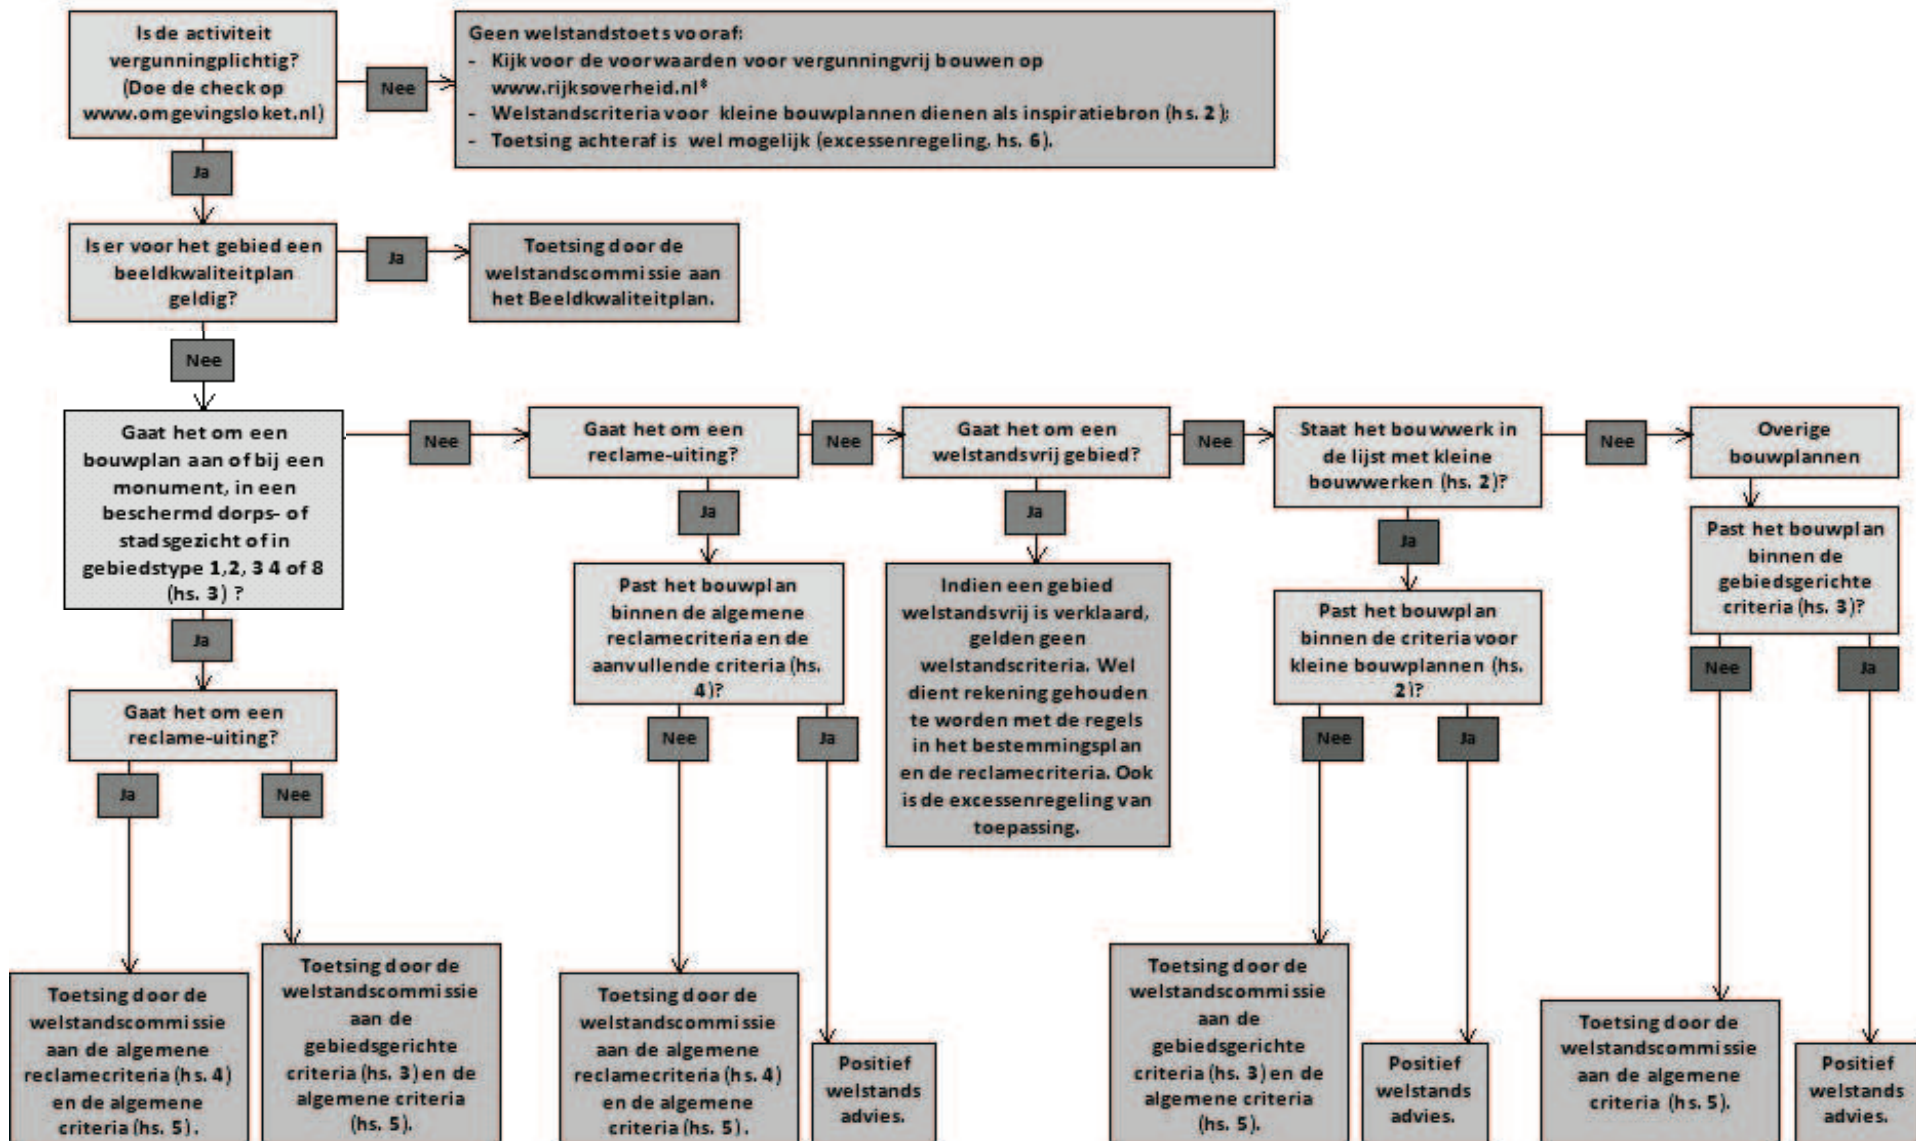 Is de activiteit
vergunningplichtig?
(Doe de check op
www.omgevingsloket.nl)
Nee
Geen welstandstoets vooraf:
- Kijk voor de voorwaarden voor vergunningvrij bouwen op
www.rijksoverheid.nl*
- Welstandscriteria voor kleine bouwplannen dienen als inspiratiebron (hs. 2);
- Toetsing achteraf is wel mogelijk (excessenregeling, hs. 6).
Ja
Is er voor het gebied een
beeldkwaliteitplan
geldig?
Ja
Toetsing door de
welstandscommissie aan
het Beeldkwaliteitplan.
Nee
Gaat het om een
bouwplan aan of bij een
monument, in een
beschermd dorps- of
stadsgezicht of in
gebiedstype 1,2, 3 4 of 8
(hs. 3) ?
Nee
Gaat het om een
reclame-uiting?
Nee
Gaat het om een
welstandsvrij gebied?
Nee
Staat het bouwwerk in
de lijst met kleine
bouwwerken (hs. 2)?
Nee
Overige
bouwplannen
Ja
Gaat het om een
reclame-uiting?
Ja
Nee
Toetsing door de
welstandscommissie
aan de algemene
reclamecriteria (hs. 4)
en de algemene
criteria (hs. 5).
Toetsing door de
welstandscommissie
aan de
gebiedsgerichte
criteria (hs. 3) en de
algemene criteria
(hs. 5).
Ja
Past het bouwplan
binnen de algemene
reclamecriteria en de
aanvullende criteria (hs.
4)?
Nee
Ja
Toetsing door de
welstandscommissie
aan de algemene
reclamecriteria (hs. 4)
en de algemene
criteria (hs. 5).
Positief
welstands
advies.
Ja
Indien een gebied
welstandsvrij is verklaard,
gelden geen
welstandscriteria. Wel
dient rekening gehouden
te worden met de regels
in het bestemmingsplan
en de reclamecriteria. Ook
is de excessenregeling van
toepassing.
Ja
Past het bouwplan
binnen de criteria voor
kleine bouwplannen (hs.
2)?
Nee
Ja
Toetsing door de
welstandscommissie
aan de
gebiedsgerichte
criteria (hs. 3) en de
algemene criteria
(hs. 5).
Positief
welstands
advies.
Past het bouwplan
binnen de
gebiedsgerichte
criteria (hs. 3)?
Nee
Ja
Toetsing door de
welstandscommissie
aan de algemene
criteria (hs. 5).
Positief
welstands
advies.